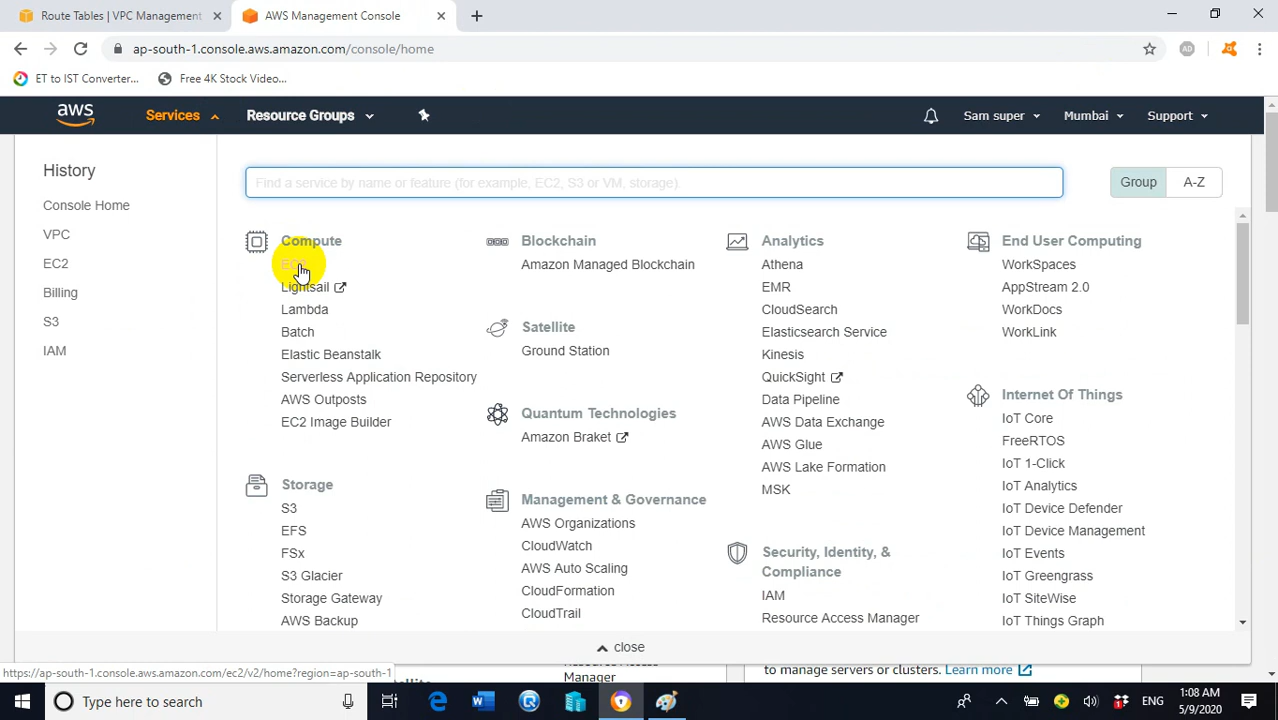 Route Tables | VPC Management
AWS Management Console
ap-south-1.console.aws.amazon.com/console/home
AD
ET to IST Converter...
Free 4K Stock Video...
aws
Services
Resource Groups
Sam super
Mumbai
Support
History
Console Home
VPC
EC2
Billing
S3
IAM
Find a service by name or feature (for example, EC2, S3 or VM, storage).
Group
A-Z
Compute
EC2
Lightsail
Lambda
Batch
Elastic Beanstalk
Serverless Application Repository
AWS Outposts
EC2 Image Builder
Storage
S3
EFS
FSx
S3 Glacier
Storage Gateway
AWS Backup
Blockchain
Amazon Managed Blockchain
Satellite
Ground Station
Quantum Technologies
Amazon Braket
Management & Governance
AWS Organizations
CloudWatch
AWS Auto Scaling
CloudFormation
CloudTrail
Analytics
Athena
EMR
CloudSearch
Elasticsearch Service
Kinesis
QuickSight
Data Pipeline
AWS Data Exchange
AWS Glue
AWS Lake Formation
MSK
Security, Identity, &
Compliance
IAM
Resource Access Manager
End User Computing
WorkSpaces
AppStream 2.0
WorkDocs
WorkLink
Internet Of Things
IoT Core
FreeRTOS
IoT 1-Click
IoT Analytics
IoT Device Defender
IoT Device Management
IoT Events
IoT Greengrass
IoT SiteWise
IoT Things Graph
close
Manager
to manage servers or clusters. Learn more
https://ap-south-1.console.aws.amazon.com/ec2/v2/home?region=ap-south-1
Type here to search
ENG
1:08 AM
5/9/2020